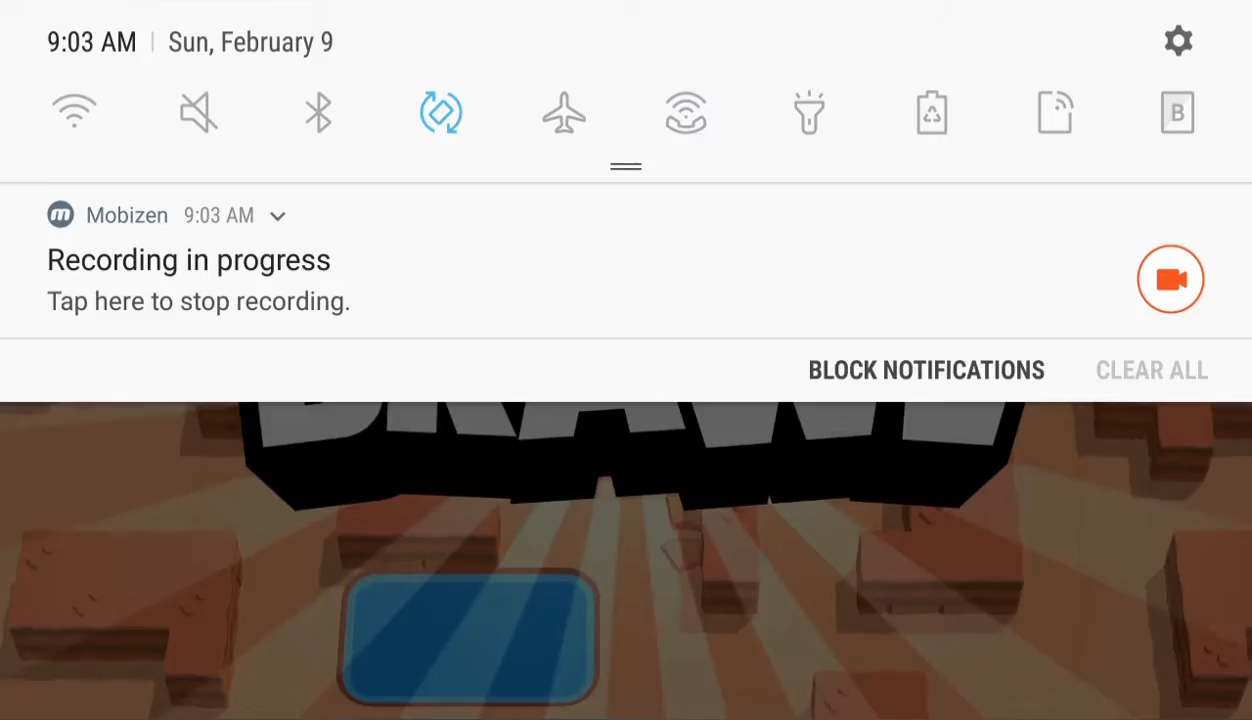 9:03 AM | Sun, February 9
B
m Mobizen 9:03 AM
Recording in progress
Tap here to stop recording.
BLOCK NOTIFICATIONS CLEAR ALL
BRAWL